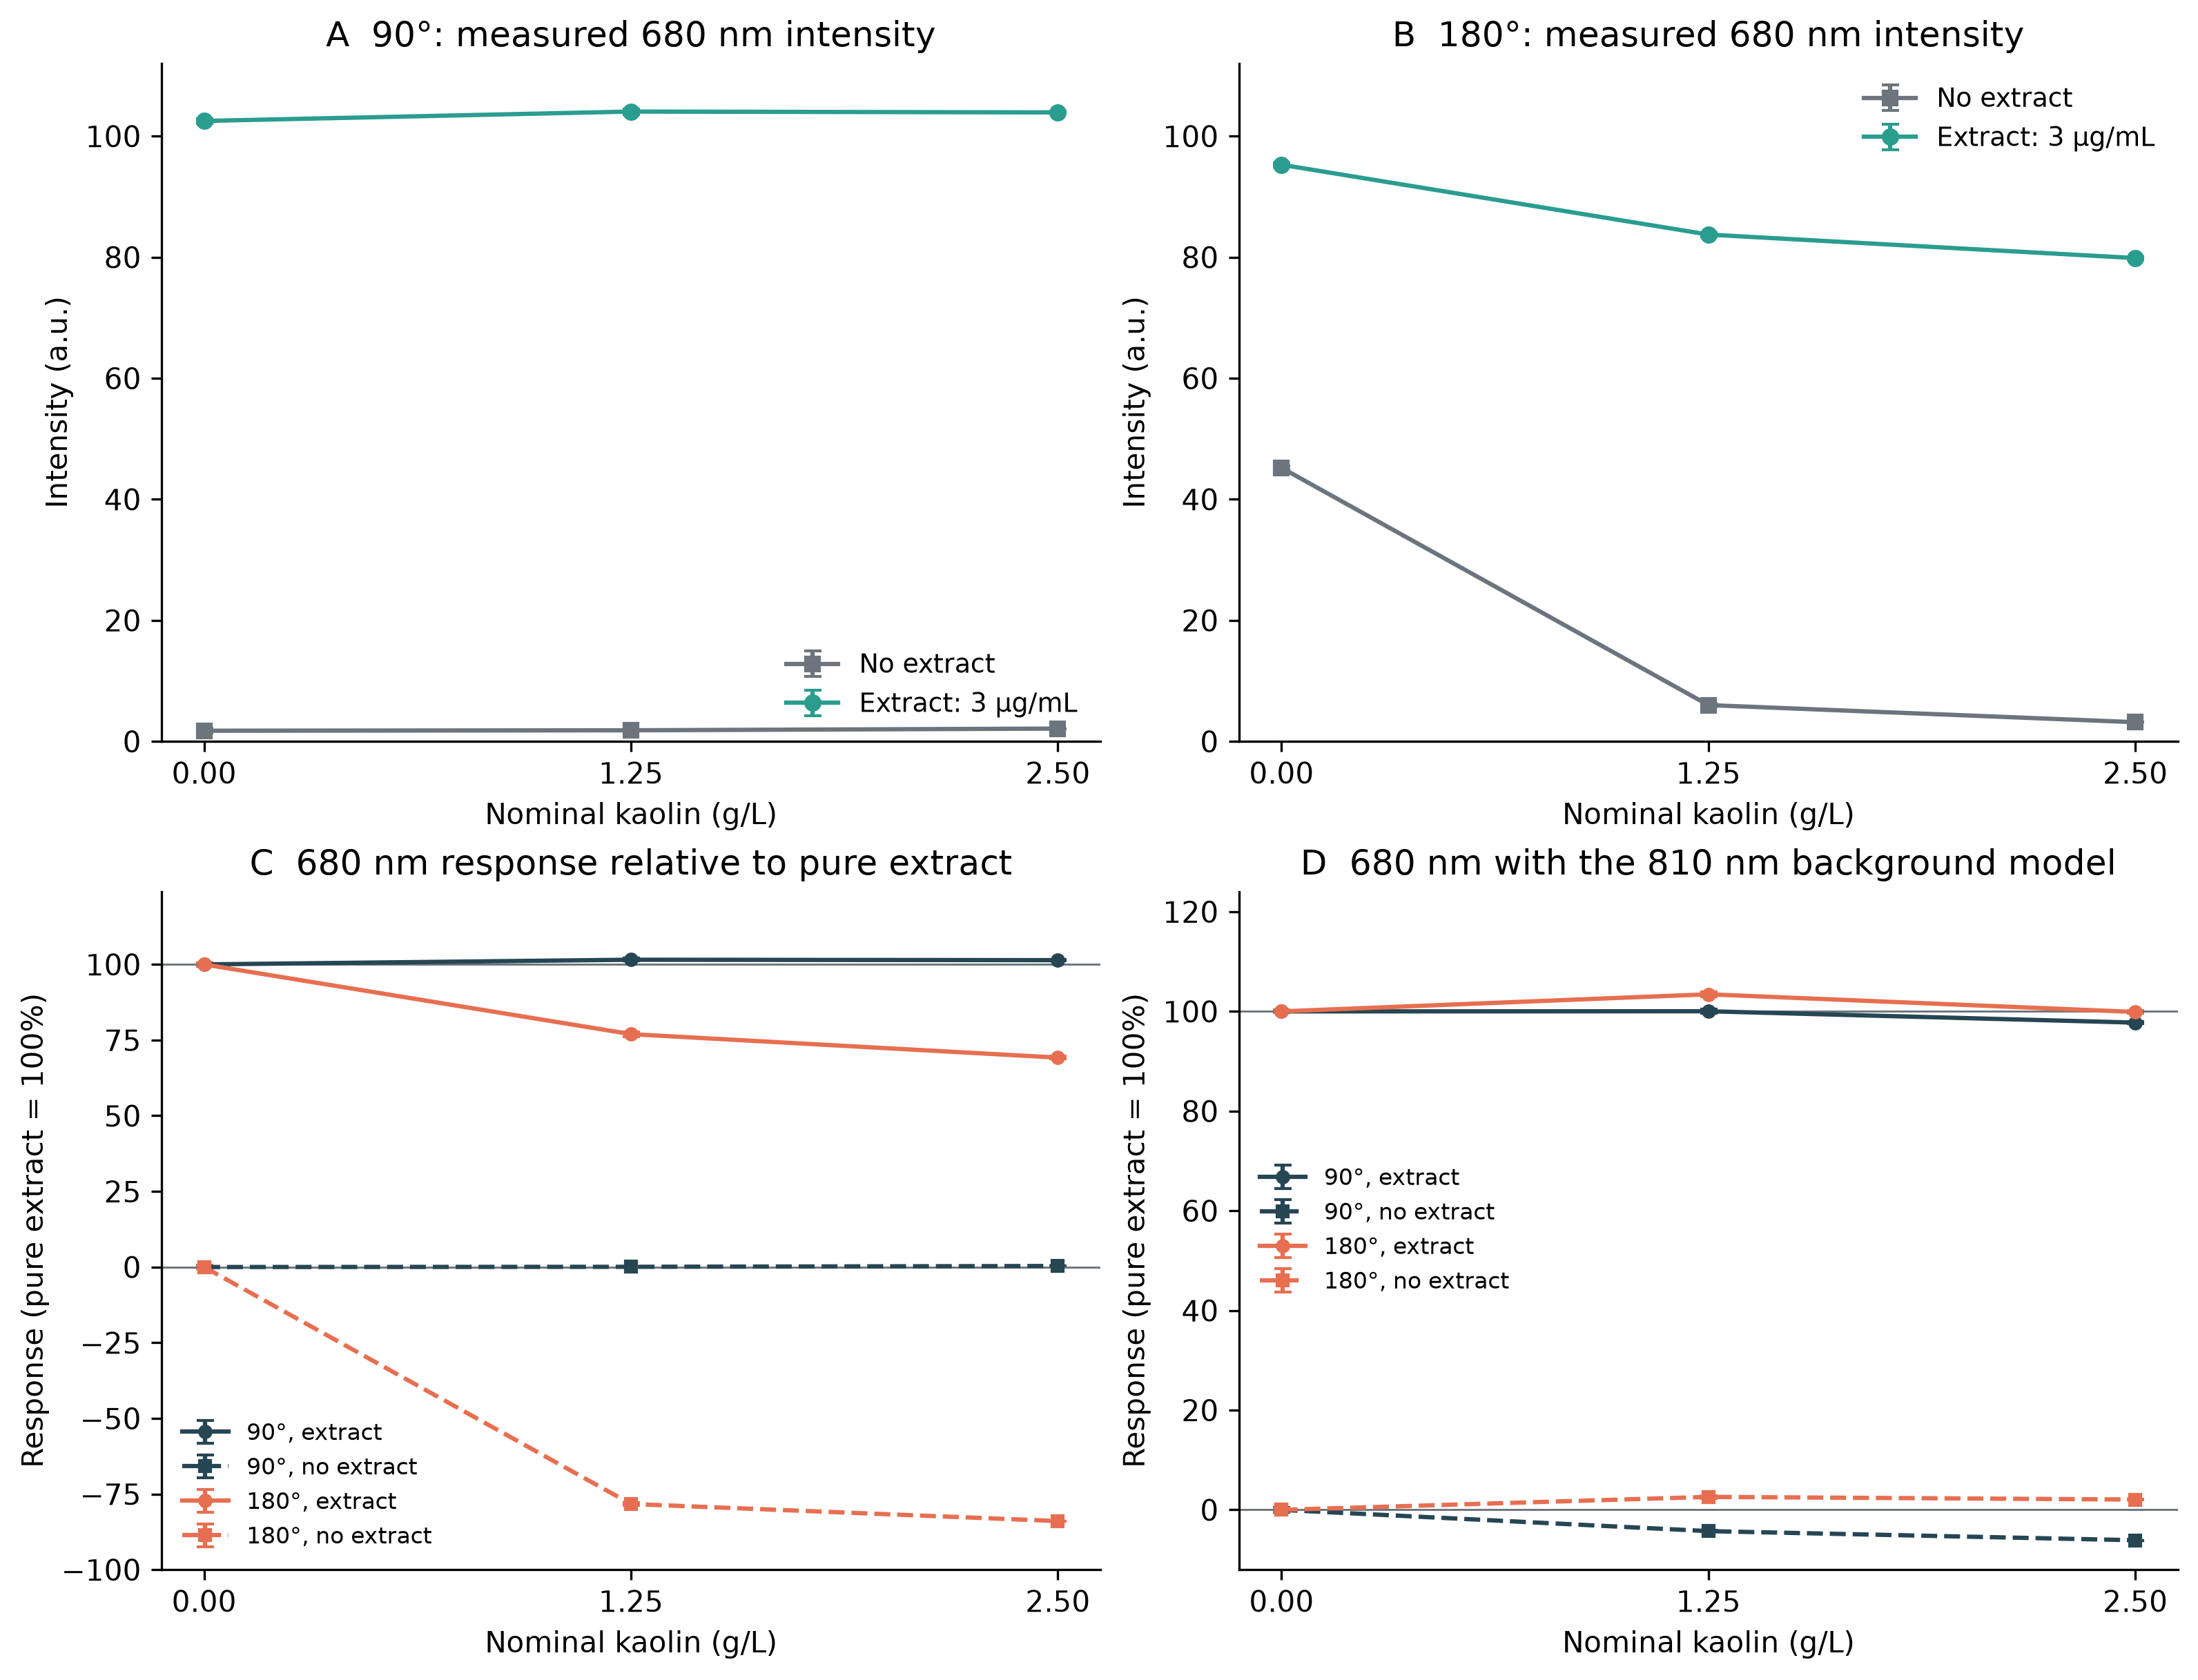 A  90°: measured 680 nm intensity
Intensity (a.u.)
100
80
60
40
20
0
No extract
Extract: 3 µg/mL
0.00
1.25
2.50
Nominal kaolin (g/L)
B  180°: measured 680 nm intensity
Intensity (a.u.)
100
80
60
40
20
0
No extract
Extract: 3 µg/mL
0.00
1.25
2.50
Nominal kaolin (g/L)
C  680 nm response relative to pure extract
Response (pure extract = 100%)
100
75
50
25
0
−25
−50
−75
−100
90°, extract
90°, no extract
180°, extract
180°, no extract
0.00
1.25
2.50
Nominal kaolin (g/L)
D  680 nm with the 810 nm background model
Response (pure extract = 100%)
120
100
80
60
40
20
0
90°, extract
90°, no extract
180°, extract
180°, no extract
0.00
1.25
2.50
Nominal kaolin (g/L)